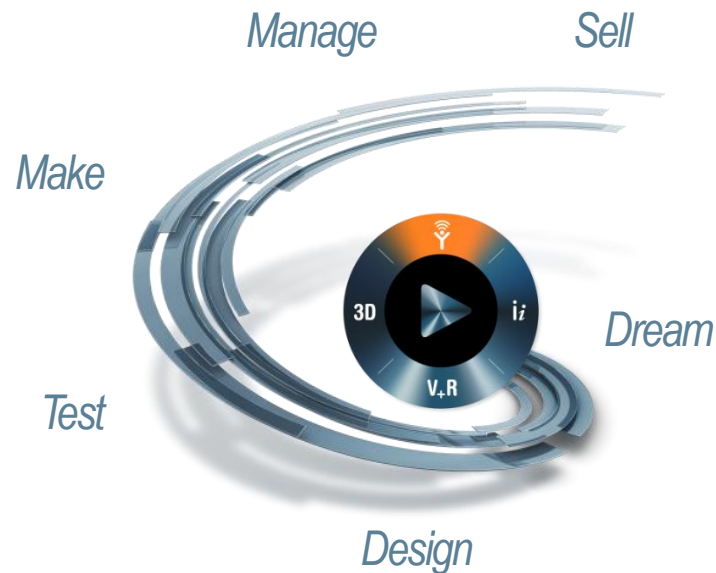 Manage
Sell
Make
3D
ii
Dream
V+R
Test
Design